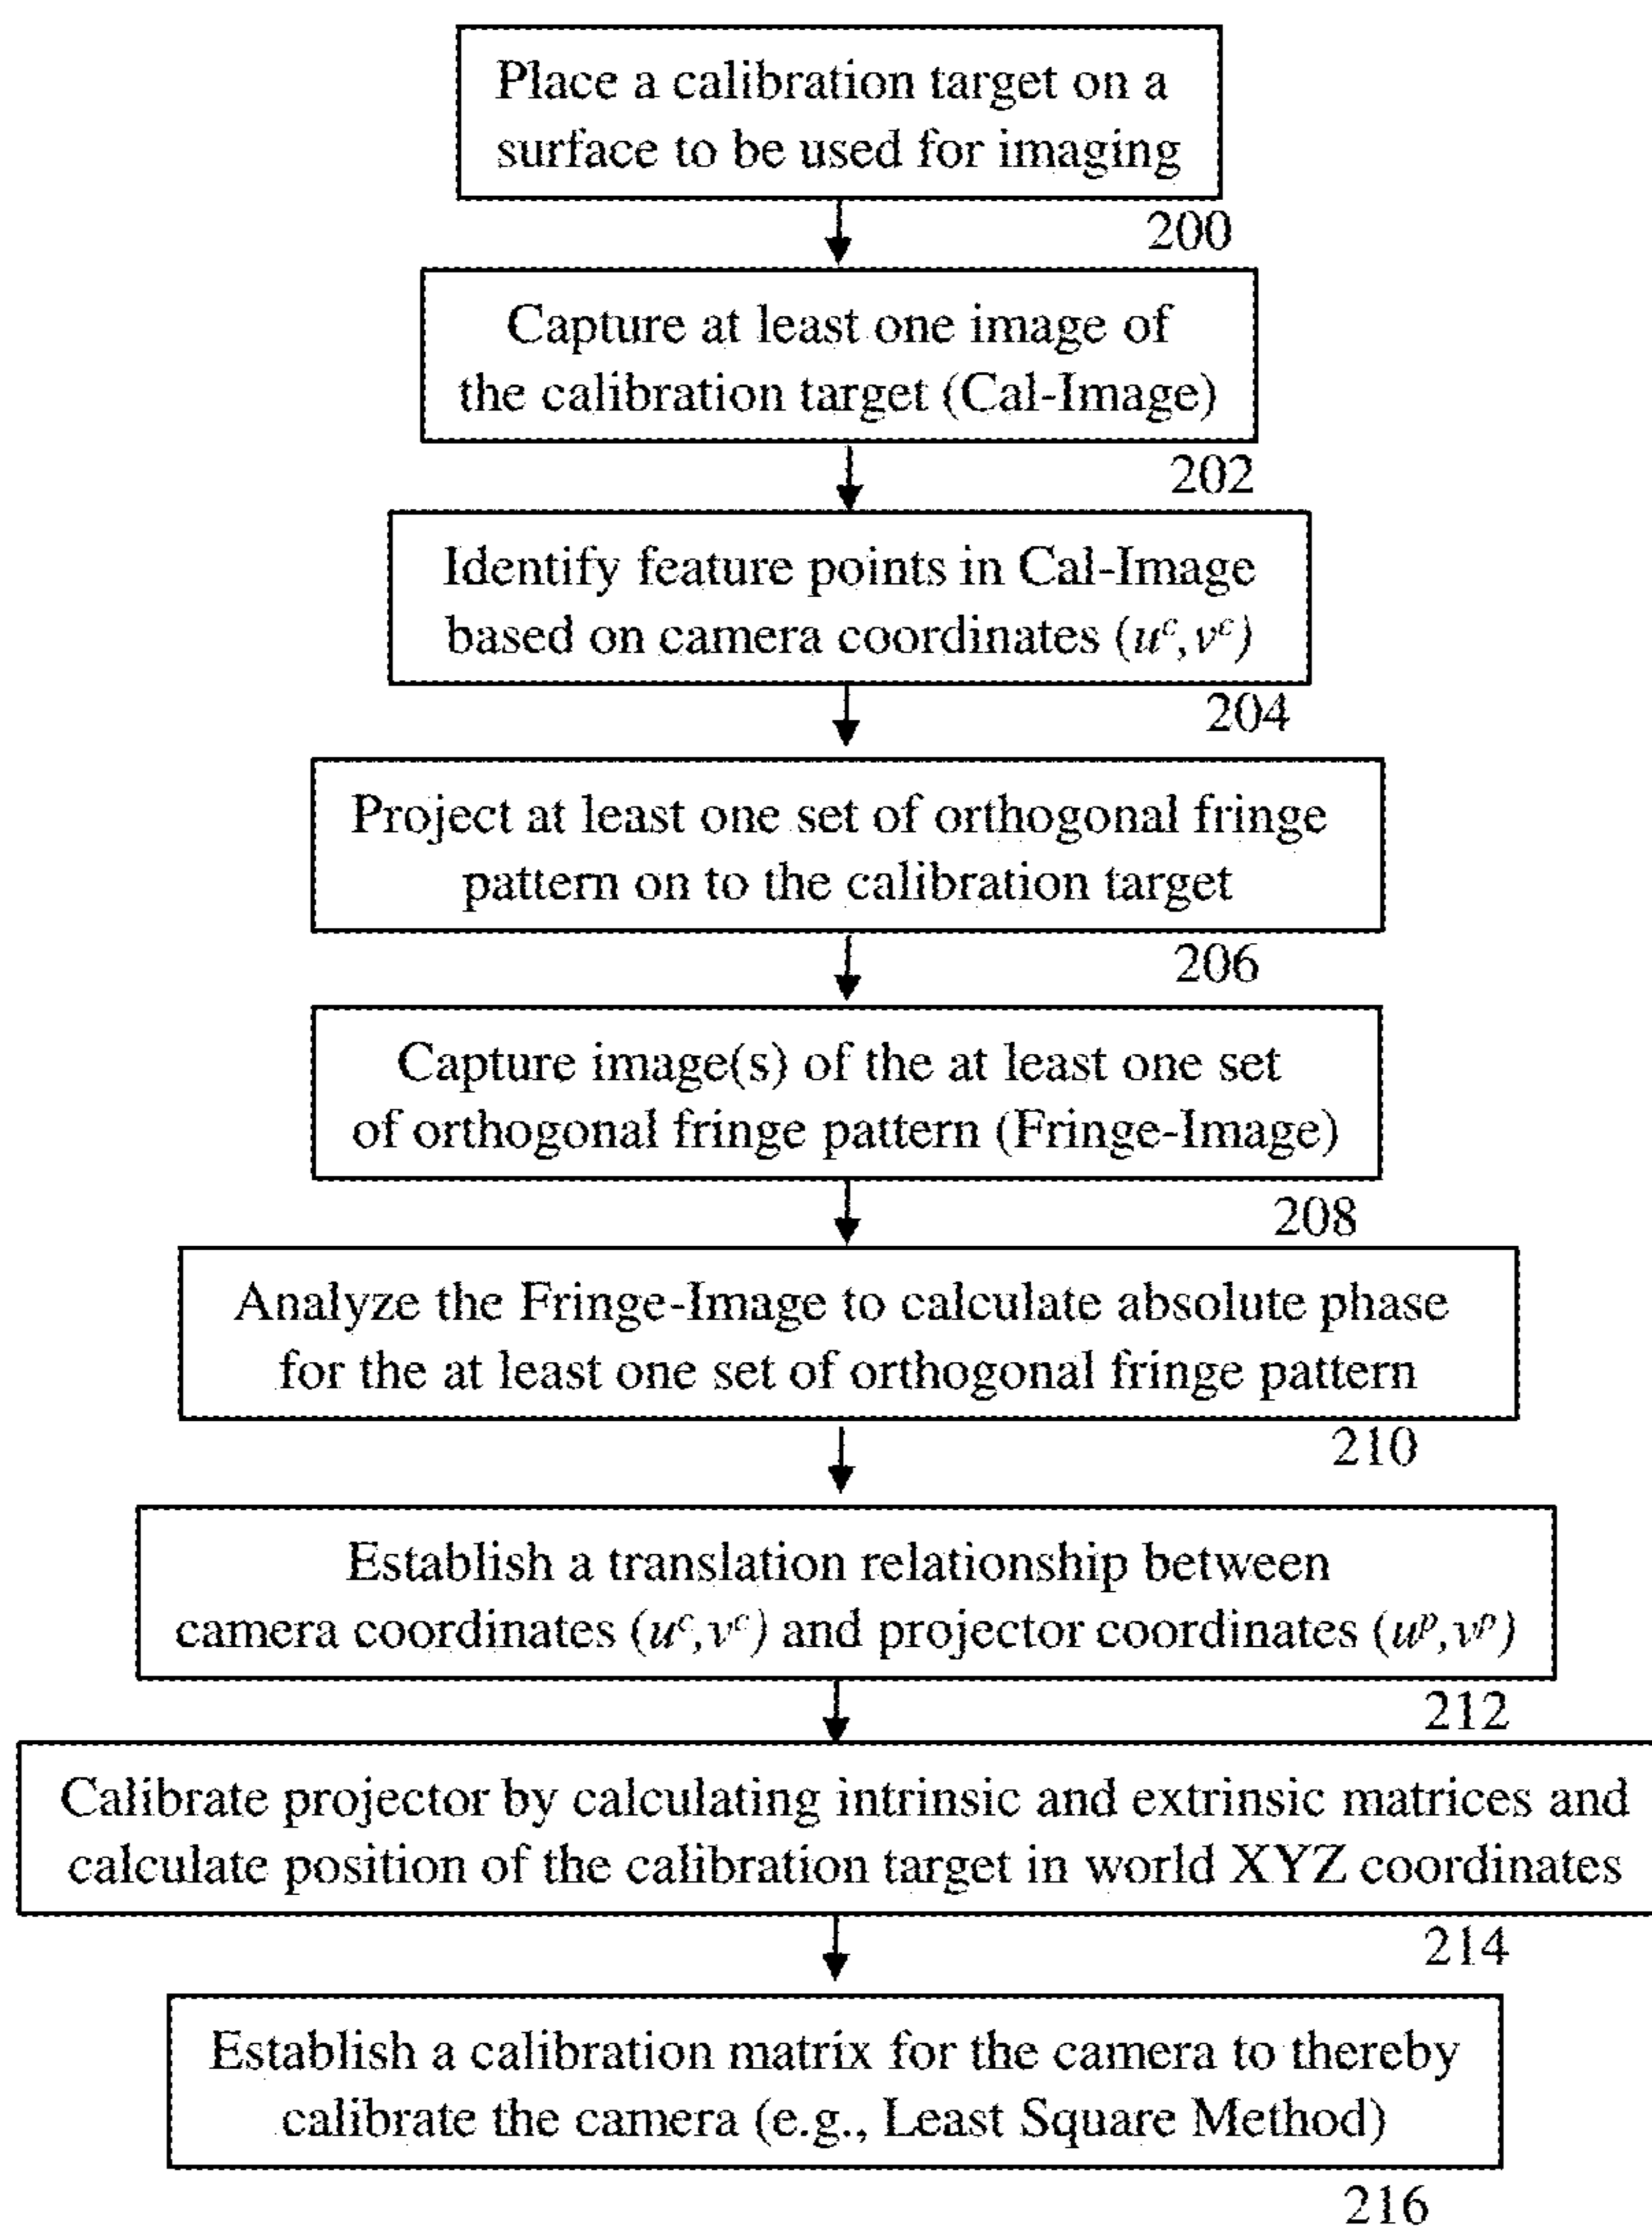 Place a calibration target on a
surface to be used for imaging
200
Capture at least one image of
the calibration target (Cal-Image)
202
Identify feature points in Cal-Image
based on camera coordinates (uᶜ,vᶜ)
204
Project at least one set of orthogonal fringe
pattern on to the calibration target
206
Capture image(s) of the at least one set
of orthogonal fringe pattern (Fringe-Image)
208
Analyze the Fringe-Image to calculate absolute phase
for the at least one set of orthogonal fringe pattern
210
Establish a translation relationship between
camera coordinates (uᶜ,vᶜ) and projector coordinates (uᵖ,vᵖ)
212
Calibrate projector by calculating intrinsic and extrinsic matrices and
calculate position of the calibration target in world XYZ coordinates
214
Establish a calibration matrix for the camera to thereby
calibrate the camera (e.g., Least Square Method)
216